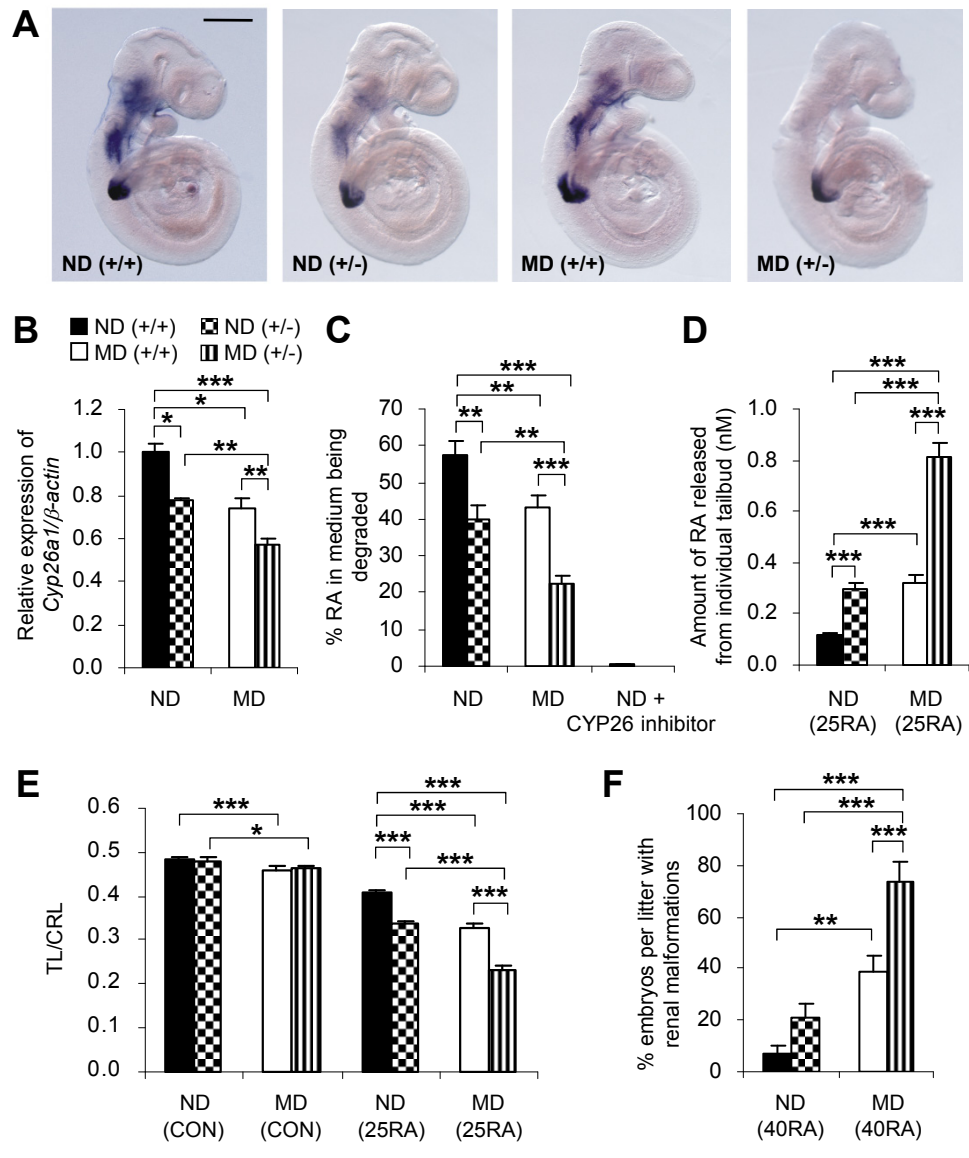 A
ND (+/+)
ND (+/-)
MD (+/+)
MD (+/-)
B
ND (+/+)
ND (+/-)
MD (+/+)
MD (+/-)
Relative expression of
Cyp26a1/β-actin
1.2
1.0
0.8
0.6
0.4
0.2
0.0
***
*
*
**
**
ND
MD
C
% RA in medium being
degraded
70
60
50
40
30
20
10
0
***
**
**
**
***
ND
MD
ND +
CYP26 inhibitor
D
Amount of RA released
from individual tailbud (nM)
1.0
0.8
0.6
0.4
0.2
0.0
***
***
***
***
***
ND
(25RA)
MD
(25RA)
E
TL/CRL
0.6
0.5
0.4
0.3
0.2
0.1
0.0
***
*
***
***
***
***
***
ND
(CON)
MD
(CON)
ND
(25RA)
MD
(25RA)
F
% embryos per litter with
renal malformations
100
80
60
40
20
0
***
***
***
**
ND
(40RA)
MD
(40RA)